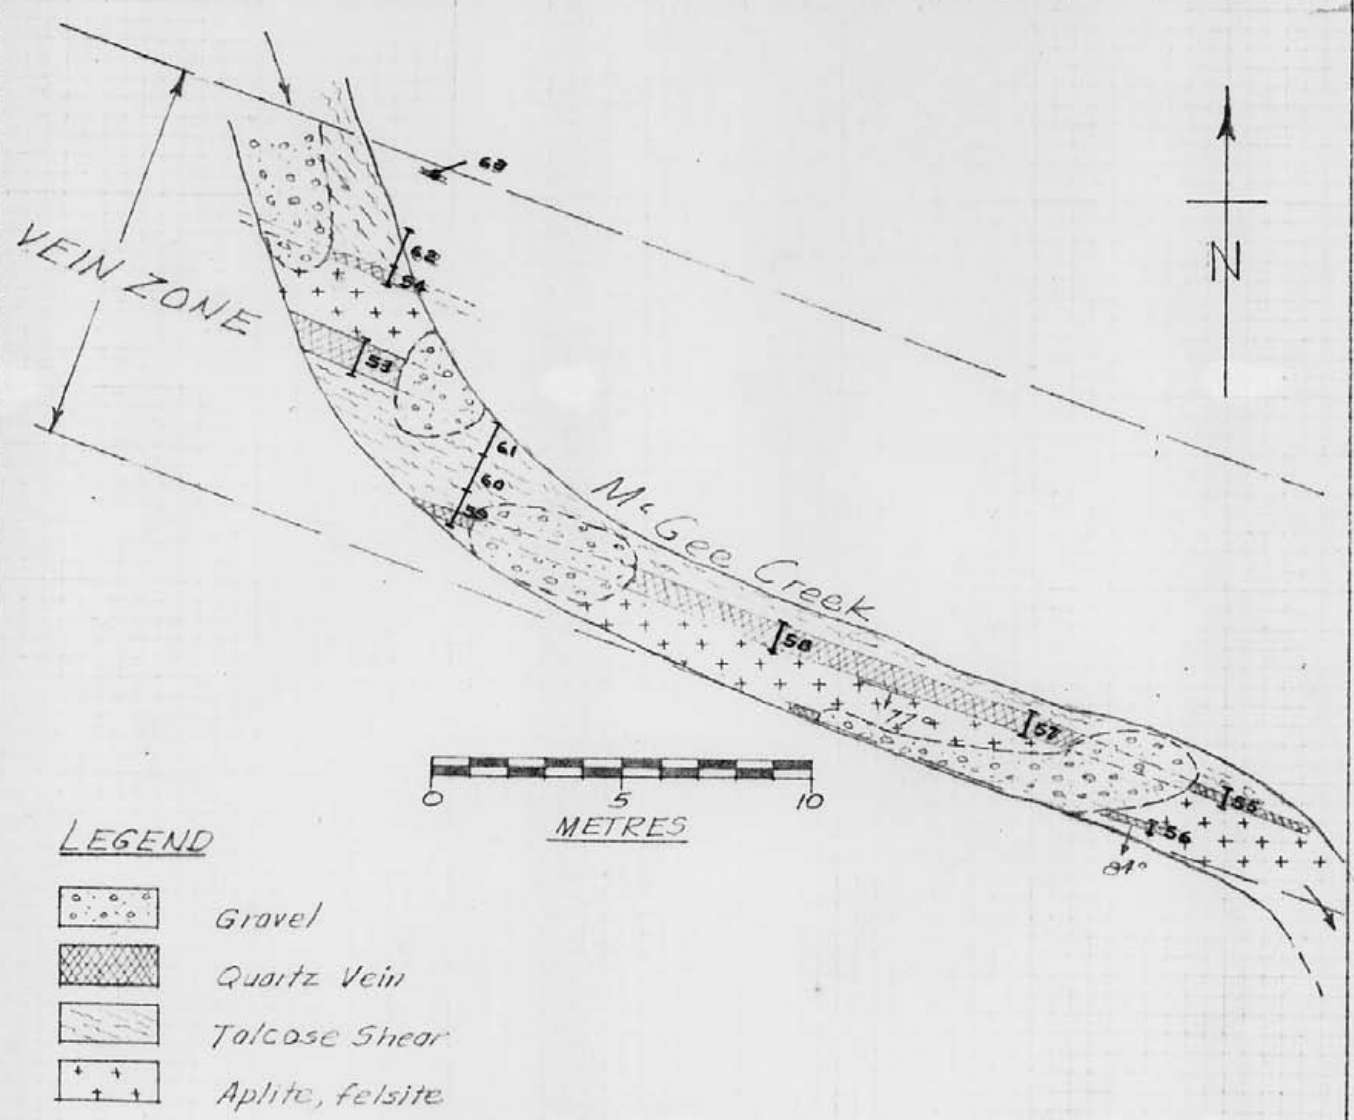 63
62
54
VEIN ZONE
53
61
60
59
McGee Creek
N
58
77°
57
55
56
84°
0 5 10
METRES
LEGEND
Gravel
Quartz Vein
Talcose Shear
Aplite, felsite